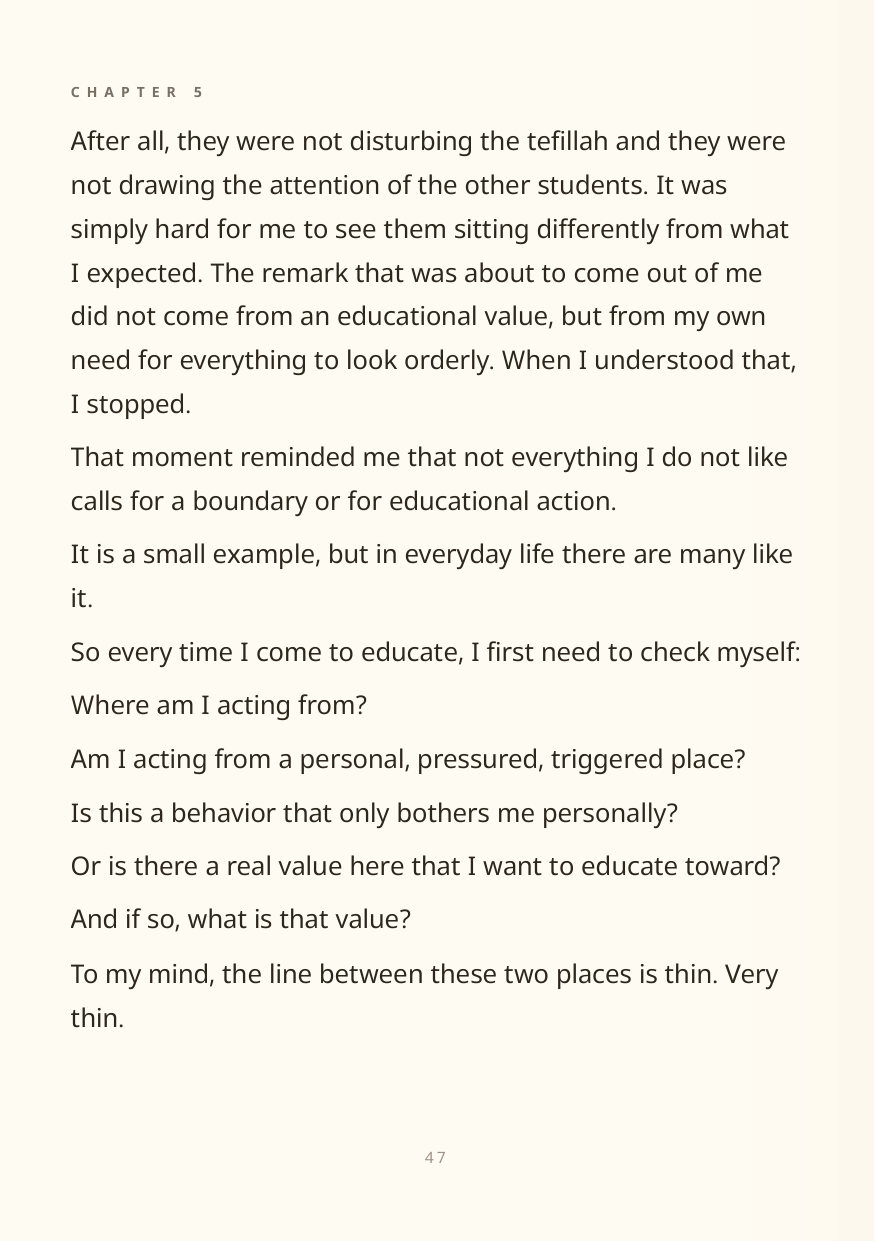 CHAPTER 5
After all, they were not disturbing the tefillah and they were
not drawing the attention of the other students. It was
simply hard for me to see them sitting differently from what
I expected. The remark that was about to come out of me
did not come from an educational value, but from my own
need for everything to look orderly. When I understood that,
I stopped.
That moment reminded me that not everything I do not like
calls for a boundary or for educational action.
It is a small example, but in everyday life there are many like
it.
So every time I come to educate, I first need to check myself:
Where am I acting from?
Am I acting from a personal, pressured, triggered place?
Is this a behavior that only bothers me personally?
Or is there a real value here that I want to educate toward?
And if so, what is that value?
To my mind, the line between these two places is thin. Very
thin.
47